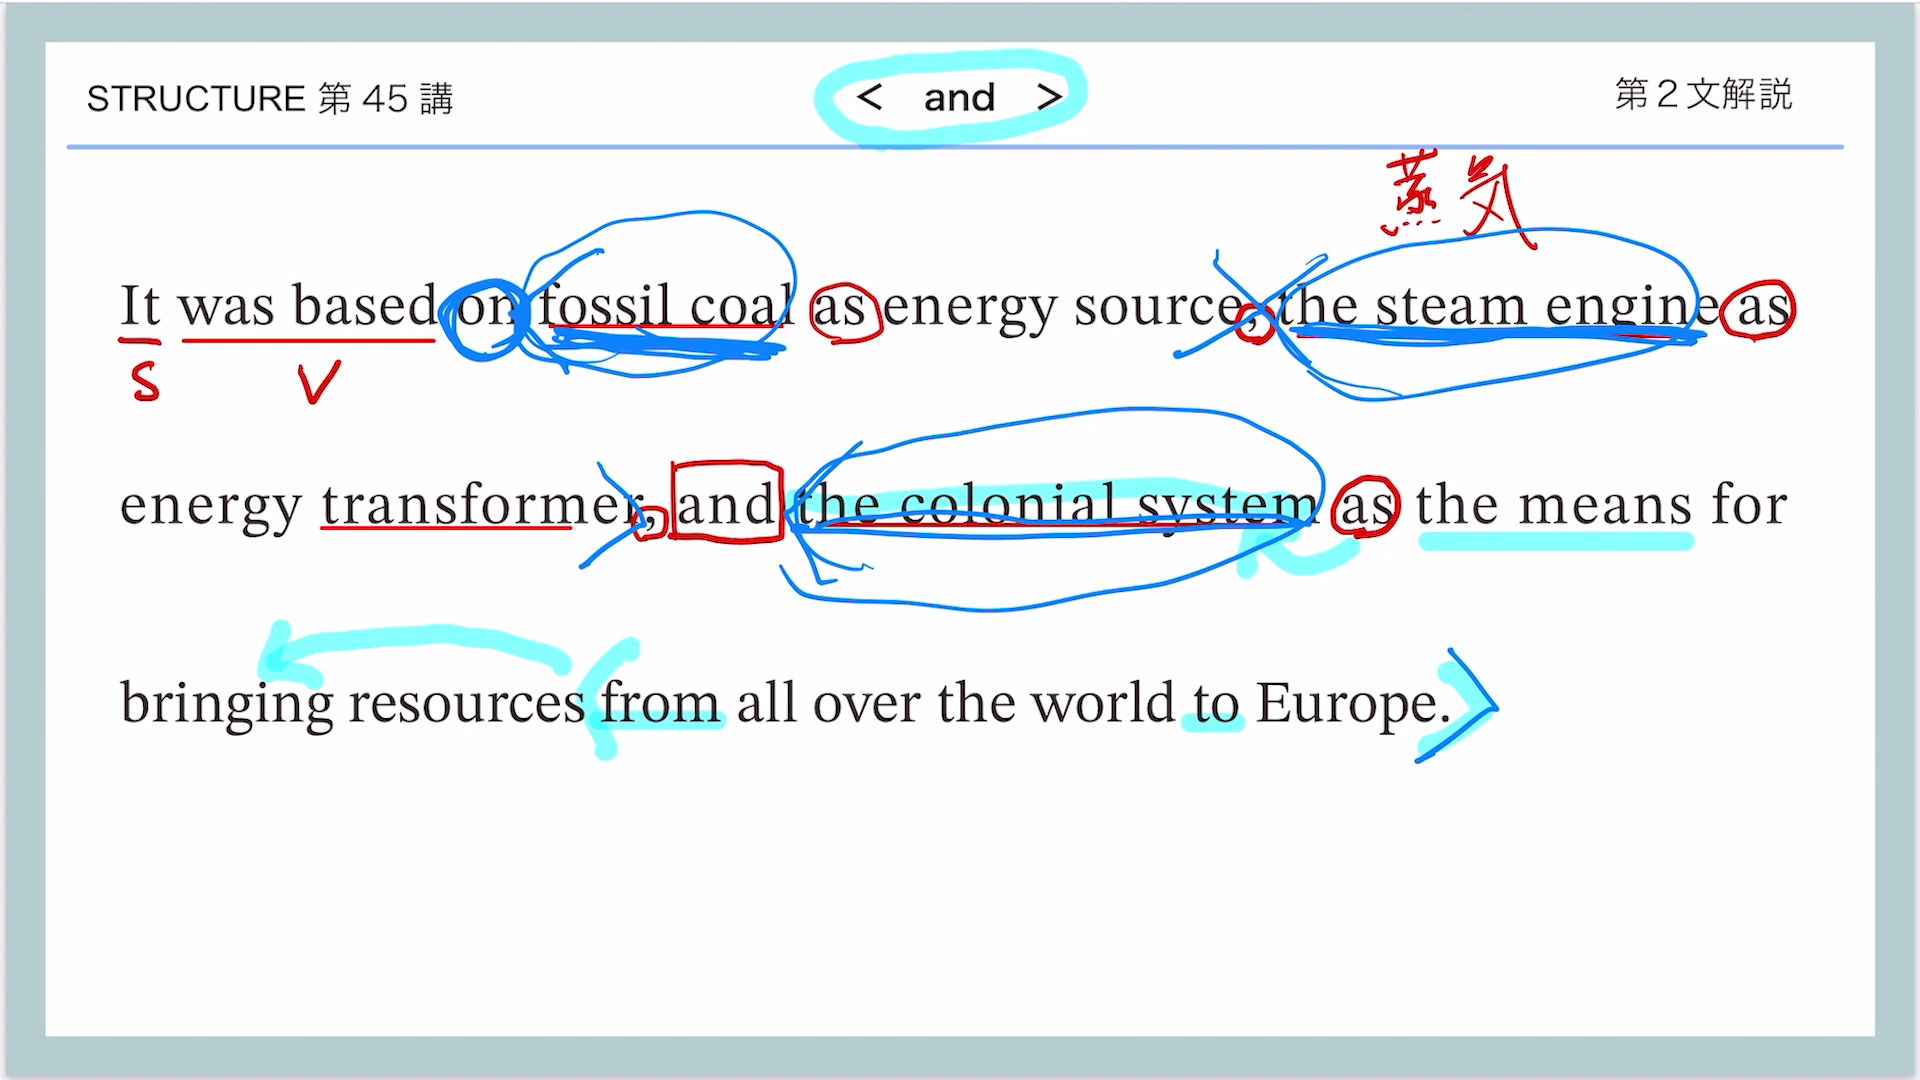 STRUCTURE 第 45 講
< and >
第２文解説
蒸気
It was based on fossil coal as energy source, the steam engine as
S V
energy transformer, and the colonial system as the means for
bringing resources from all over the world to Europe.